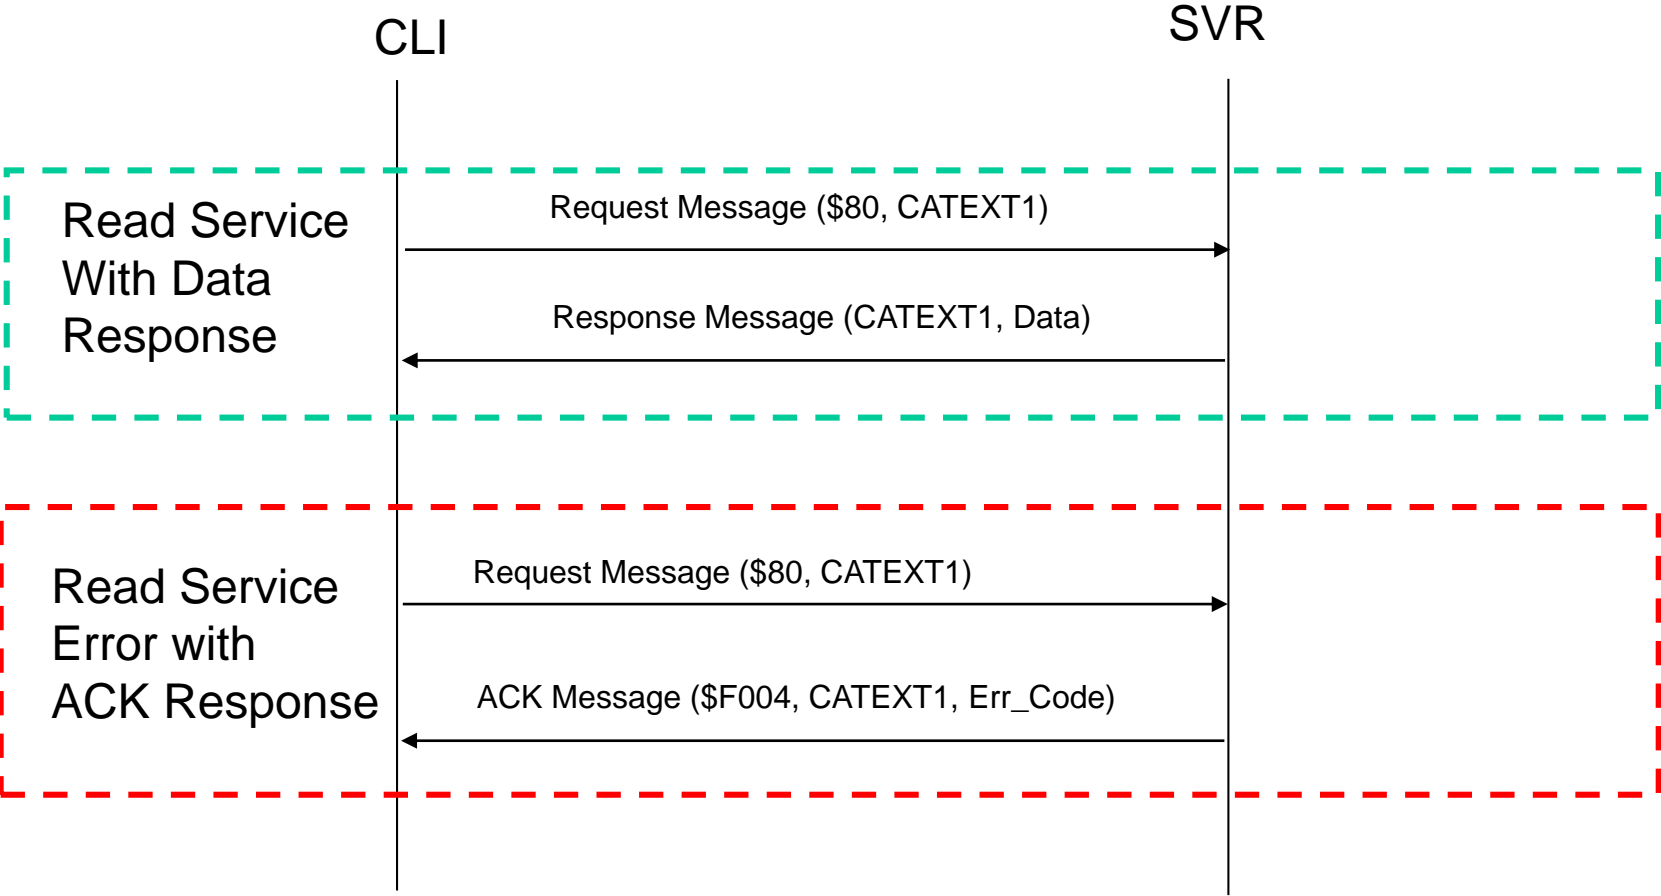 CLI
SVR
Read Service
With Data
Response
Request Message ($80, CATEXT1)
Response Message (CATEXT1, Data)
Read Service
Error with
ACK Response
Request Message ($80, CATEXT1)
ACK Message ($F004, CATEXT1, Err_Code)